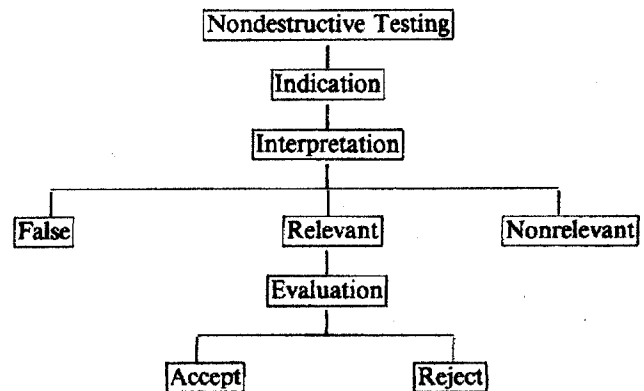 Nondestructive Testing
Indication
Interpretation
False
Relevant
Nonrelevant
Evaluation
Accept
Reject